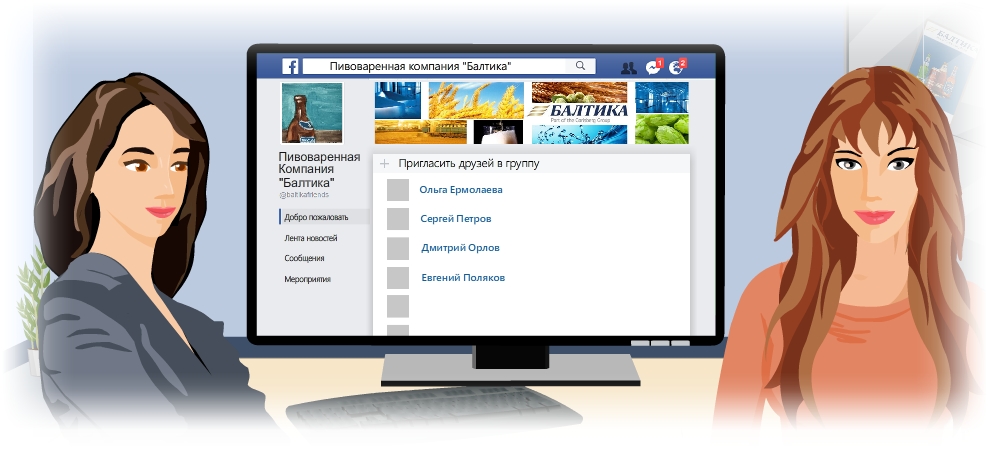 Пивоваренная компания "Балтика"
1
2
БАЛТИКА
БАЛТИКА
Part of the Carlsberg Group
Пивоваренная
Компания
"Балтика"
@baltikafriends
Добро пожаловать
Лента новостей
Сообщения
Мероприятия
+ Пригласить друзей в группу
Ольга Ермолаева
Сергей Петров
Дмитрий Орлов
Евгений Поляков